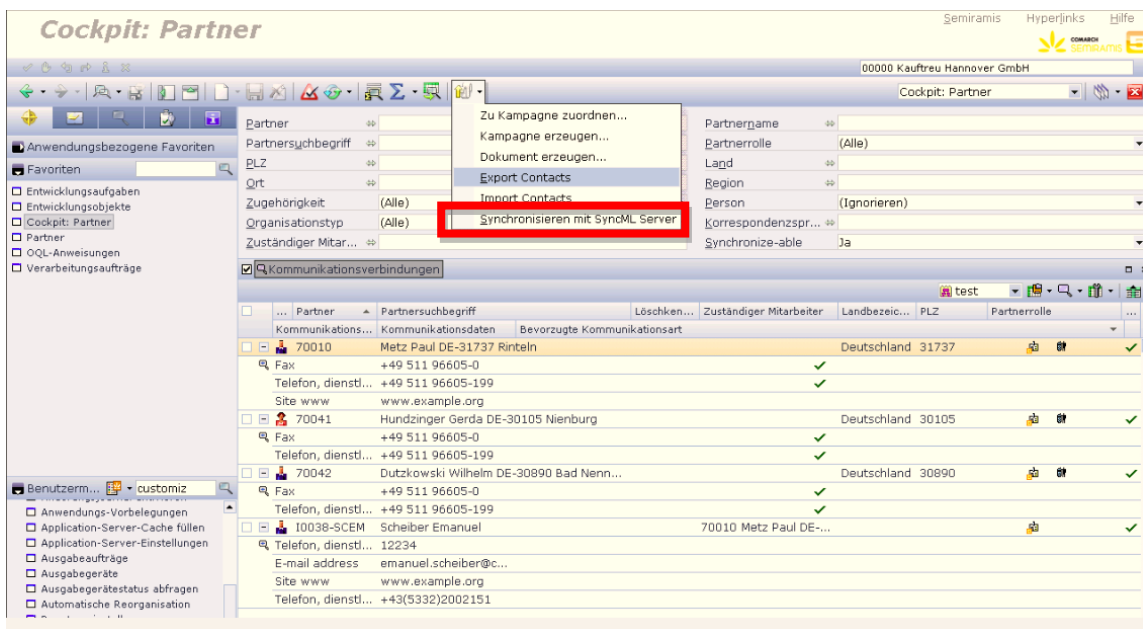 Cockpit: Partner
Semiramis Hyperlinks Hilfe
COMARCH
SEMIRAMIS
00000 Kauftreu Hannover GmbH
Cockpit: Partner
Zu Kampagne zuordnen...
Kampagne erzeugen...
Dokument erzeugen...
Export Contacts
Import Contacts
Synchronisieren mit SyncML Server
Anwendungsbezogene Favoriten
Favoriten
Entwicklungsaufgaben
Entwicklungsobjekte
Cockpit: Partner
Partner
OQL-Anweisungen
Verarbeitungsaufträge
Partner
Partnersuchbegriff
PLZ
Ort
Zugehörigkeit (Alle)
Organisationstyp (Alle)
Zuständiger Mitar...
Partnername
Partnerrolle (Alle)
Land
Region
Person (Ignorieren)
Korrespondenzspr...
Synchronize-able Ja
Kommunikationsverbindungen
test
... Partner Partnersuchbegriff Löschken... Zuständiger Mitarbeiter Landbezeic... PLZ Partnerrolle ...
Kommunikations... Kommunikationsdaten Bevorzugte Kommunikationsart
70010 Metz Paul DE-31737 Rinteln Deutschland 31737
Fax +49 511 96605-0
Telefon, dienstl... +49 511 96605-199
Site www www.example.org
70041 Hundzinger Gerda DE-30105 Nienburg Deutschland 30105
Fax +49 511 96605-0
Telefon, dienstl... +49 511 96605-199
70042 Dutzkowski Wilhelm DE-30890 Bad Nenn... Deutschland 30890
Fax +49 511 96605-0
Telefon, dienstl... +49 511 96605-199
I0038-SCEM Scheiber Emanuel 70010 Metz Paul DE-...
Telefon, dienstl... 12234
E-mail address emanuel.scheiber@c...
Site www www.example.org
Telefon, dienstl... +43(5332)2002151
Benutzerm... customiz
Anwendungs-Vorbelegungen
Application-Server-Cache füllen
Application-Server-Einstellungen
Ausgabeaufträge
Ausgabegeräte
Ausgabegerätestatus abfragen
Automatische Reorganisation